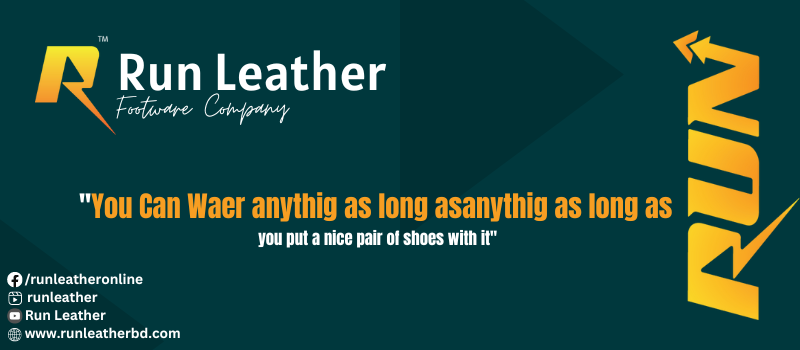 TM
Run Leather
Footware Company
RUN
"You Can Waer anythig as long asanythig as long as
you put a nice pair of shoes with it"
/runleatheronline
runleather
Run Leather
www.runleatherbd.com